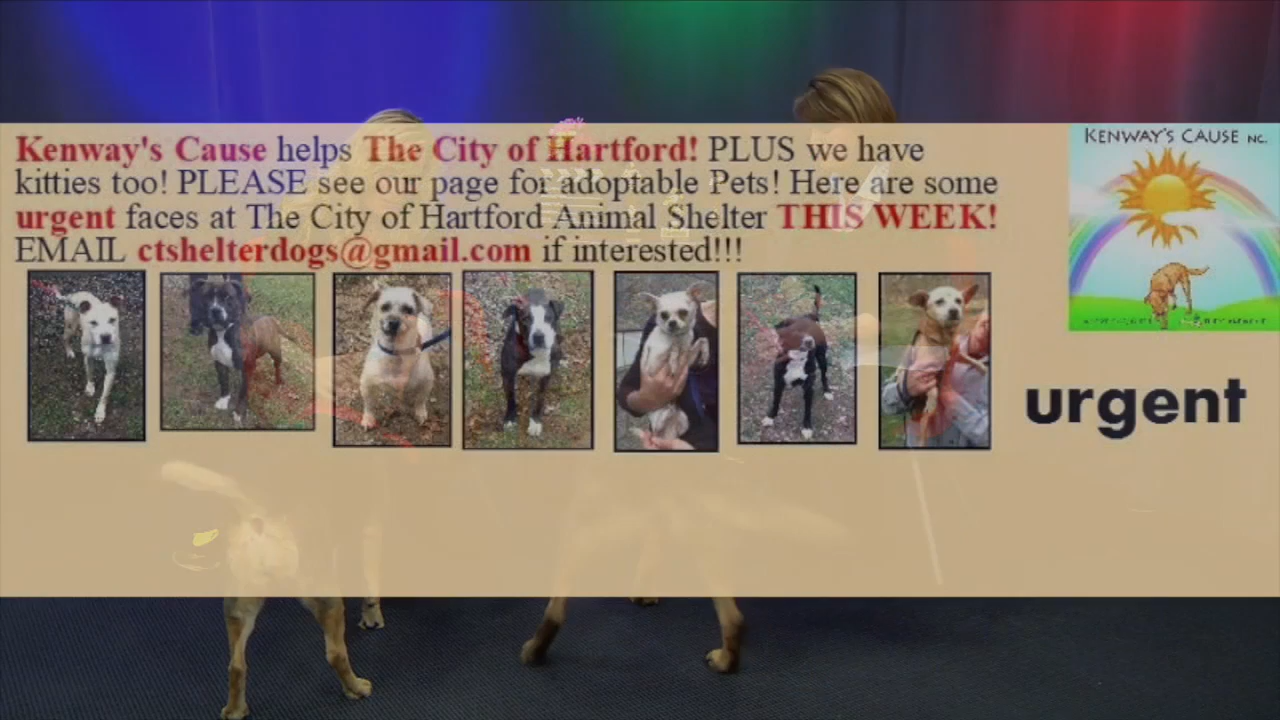 Kenway's Cause helps The City of Hartford! PLUS we have
kitties too! PLEASE see our page for adoptable Pets! Here are some
urgent faces at The City of Hartford Animal Shelter THIS WEEK!
EMAIL ctshelterdogs@gmail.com if interested!!!
KENWAY'S CAUSE NC.
urgent